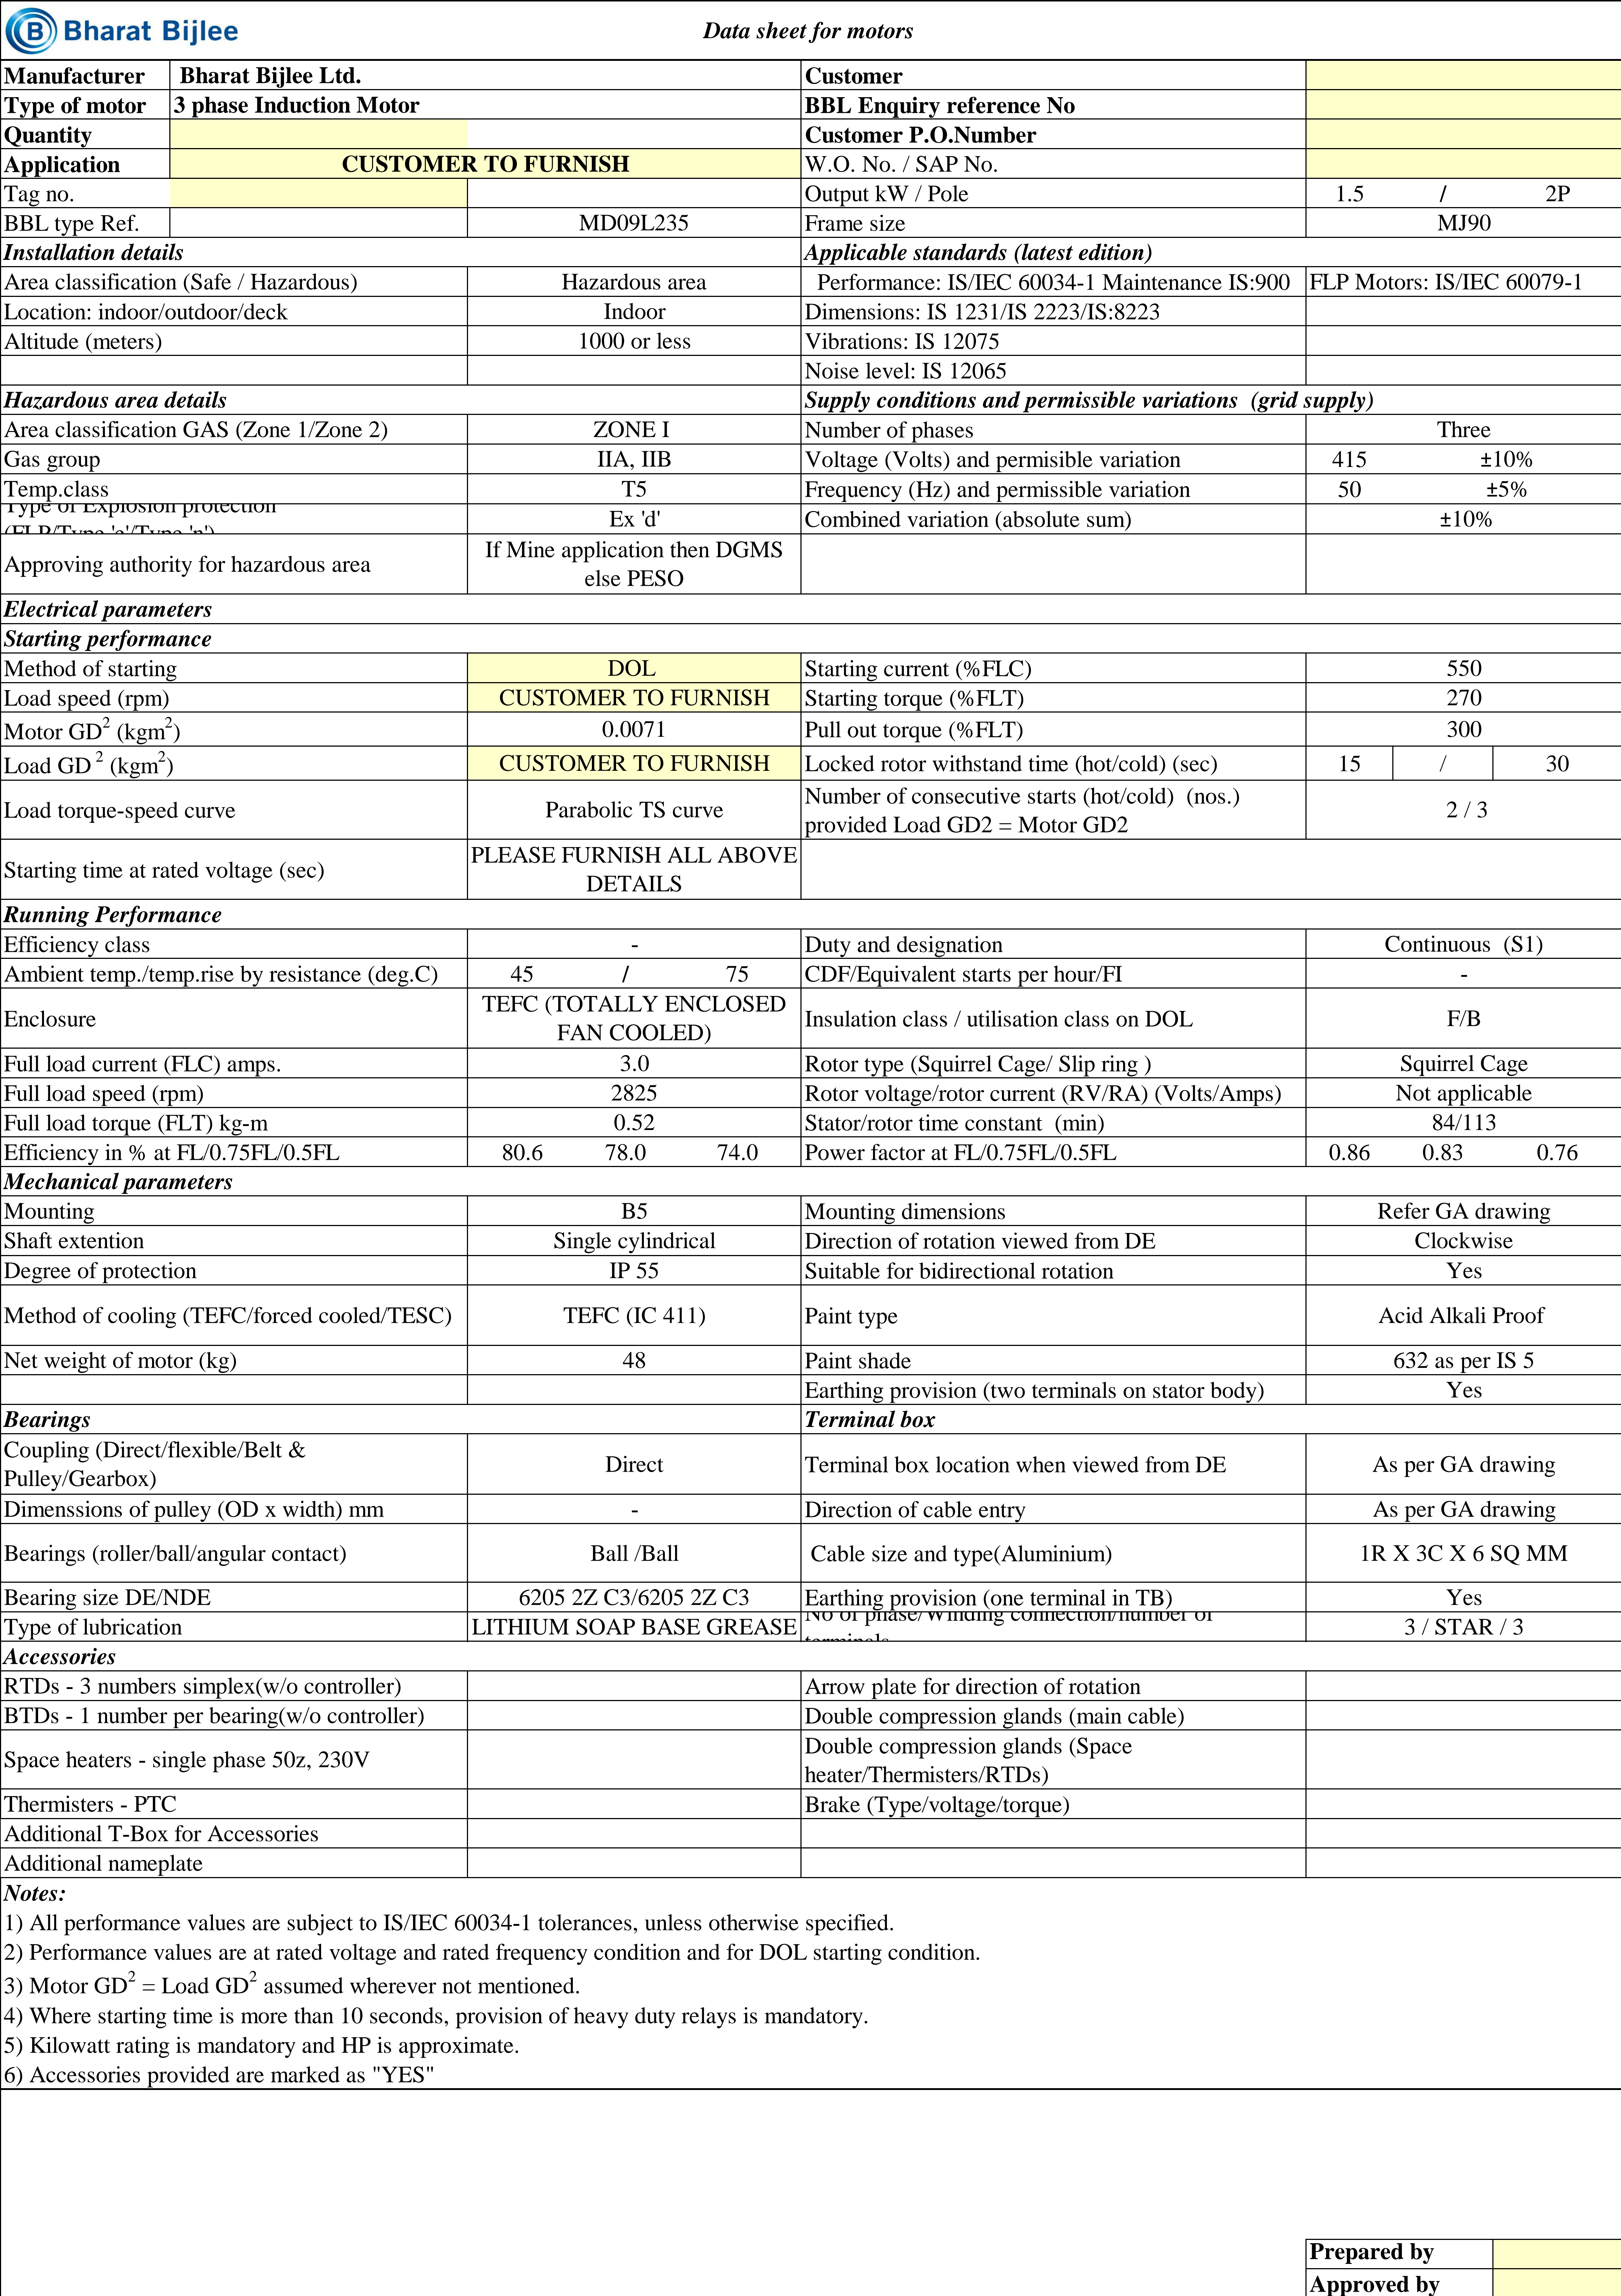 Bharat Bijlee
Data sheet for motors
Manufacturer Bharat Bijlee Ltd. Customer
Type of motor 3 phase Induction Motor BBL Enquiry reference No
Quantity Customer P.O.Number
Application CUSTOMER TO FURNISH W.O. No. / SAP No.
Tag no. Output kW / Pole 1.5 / 2P
BBL type Ref. MD09L235 Frame size MJ90
Installation details Applicable standards (latest edition)
Area classification (Safe / Hazardous) Hazardous area Performance: IS/IEC 60034-1 Maintenance IS:900 FLP Motors: IS/IEC 60079-1
Location: indoor/outdoor/deck Indoor Dimensions: IS 1231/IS 2223/IS:8223
Altitude (meters) 1000 or less Vibrations: IS 12075
Noise level: IS 12065
Hazardous area details Supply conditions and permissible variations (grid supply)
Area classification GAS (Zone 1/Zone 2) ZONE I Number of phases Three
Gas group IIA, IIB Voltage (Volts) and permisible variation 415 ±10%
Temp.class T5 Frequency (Hz) and permissible variation 50 ±5%
Type of Explosion protection
(FLP/Type 'e'/Type 'n') Ex 'd' Combined variation (absolute sum) ±10%
Approving authority for hazardous area If Mine application then DGMS
else PESO
Electrical parameters
Starting performance
Method of starting DOL Starting current (%FLC) 550
Load speed (rpm) CUSTOMER TO FURNISH Starting torque (%FLT) 270
Motor GD² (kgm²) 0.0071 Pull out torque (%FLT) 300
Load GD ² (kgm²) CUSTOMER TO FURNISH Locked rotor withstand time (hot/cold) (sec) 15 / 30
Load torque-speed curve Parabolic TS curve Number of consecutive starts (hot/cold) (nos.)
provided Load GD2 = Motor GD2 2 / 3
Starting time at rated voltage (sec) PLEASE FURNISH ALL ABOVE
DETAILS
Running Performance
Efficiency class - Duty and designation Continuous (S1)
Ambient temp./temp.rise by resistance (deg.C) 45 / 75 CDF/Equivalent starts per hour/FI -
Enclosure TEFC (TOTALLY ENCLOSED
FAN COOLED) Insulation class / utilisation class on DOL F/B
Full load current (FLC) amps. 3.0 Rotor type (Squirrel Cage/ Slip ring ) Squirrel Cage
Full load speed (rpm) 2825 Rotor voltage/rotor current (RV/RA) (Volts/Amps) Not applicable
Full load torque (FLT) kg-m 0.52 Stator/rotor time constant (min) 84/113
Efficiency in % at FL/0.75FL/0.5FL 80.6 78.0 74.0 Power factor at FL/0.75FL/0.5FL 0.86 0.83 0.76
Mechanical parameters
Mounting B5 Mounting dimensions Refer GA drawing
Shaft extention Single cylindrical Direction of rotation viewed from DE Clockwise
Degree of protection IP 55 Suitable for bidirectional rotation Yes
Method of cooling (TEFC/forced cooled/TESC) TEFC (IC 411) Paint type Acid Alkali Proof
Net weight of motor (kg) 48 Paint shade 632 as per IS 5
Earthing provision (two terminals on stator body) Yes
Bearings Terminal box
Coupling (Direct/flexible/Belt &
Pulley/Gearbox) Direct Terminal box location when viewed from DE As per GA drawing
Dimenssions of pulley (OD x width) mm - Direction of cable entry As per GA drawing
Bearings (roller/ball/angular contact) Ball /Ball Cable size and type(Aluminium) 1R X 3C X 6 SQ MM
Bearing size DE/NDE 6205 2Z C3/6205 2Z C3 Earthing provision (one terminal in TB) Yes
Type of lubrication LITHIUM SOAP BASE GREASE No of phase/Winding connection/number of
terminals 3 / STAR / 3
Accessories
RTDs - 3 numbers simplex(w/o controller) Arrow plate for direction of rotation
BTDs - 1 number per bearing(w/o controller) Double compression glands (main cable)
Space heaters - single phase 50z, 230V Double compression glands (Space
heater/Thermisters/RTDs)
Thermisters - PTC Brake (Type/voltage/torque)
Additional T-Box for Accessories
Additional nameplate
Notes:
1) All performance values are subject to IS/IEC 60034-1 tolerances, unless otherwise specified.
2) Performance values are at rated voltage and rated frequency condition and for DOL starting condition.
3) Motor GD² = Load GD² assumed wherever not mentioned.
4) Where starting time is more than 10 seconds, provision of heavy duty relays is mandatory.
5) Kilowatt rating is mandatory and HP is approximate.
6) Accessories provided are marked as "YES"
Prepared by
Approved by